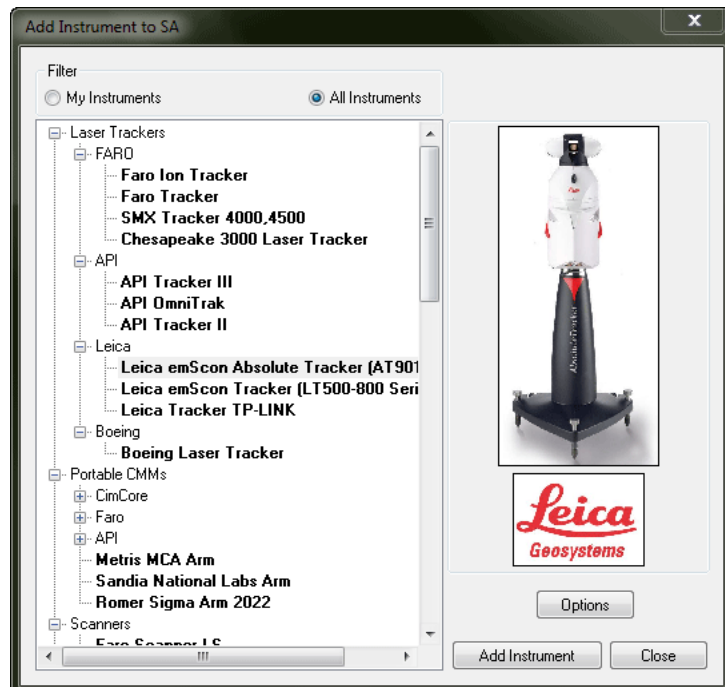 Add Instrument to SA
X
Filter
My Instruments
All Instruments
Laser Trackers
FARO
Faro Ion Tracker
Faro Tracker
SMX Tracker 4000,4500
Chesapeake 3000 Laser Tracker
API
API Tracker III
API OmniTrak
API Tracker II
Leica
Leica emScon Absolute Tracker (AT901
Leica emScon Tracker (LT500-800 Seri
Leica Tracker TP-LINK
Boeing
Boeing Laser Tracker
Portable CMMs
CimCore
Faro
API
Metris MCA Arm
Sandia National Labs Arm
Romer Sigma Arm 2022
Scanners
Faro Scanner LS
AbsoluteTracker
Leica
Geosystems
Options
Add Instrument
Close